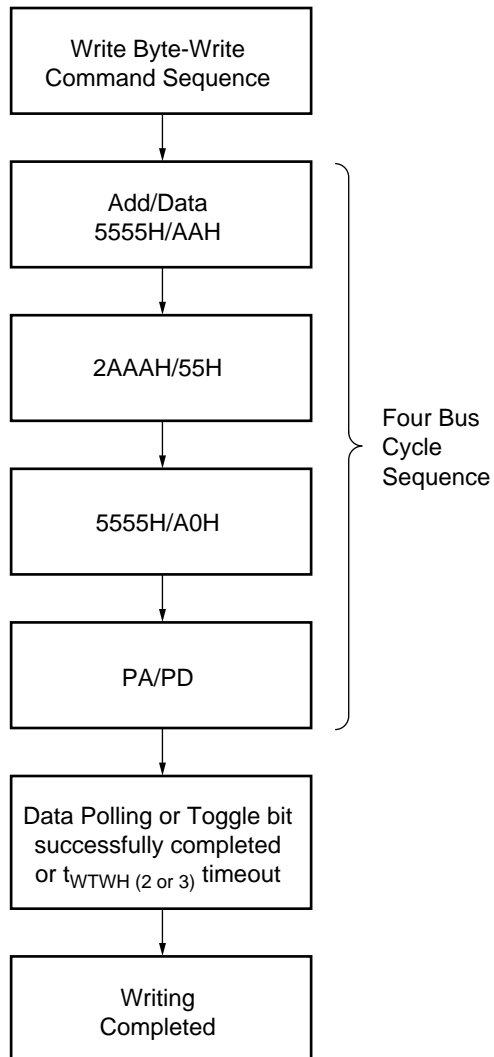 Write Byte-Write
Command Sequence
Add/Data
5555H/AAH
2AAAH/55H
5555H/A0H
PA/PD
Four Bus
Cycle
Sequence
Data Polling or Toggle bit
successfully completed
or tWTWH (2 or 3) timeout
Writing
Completed